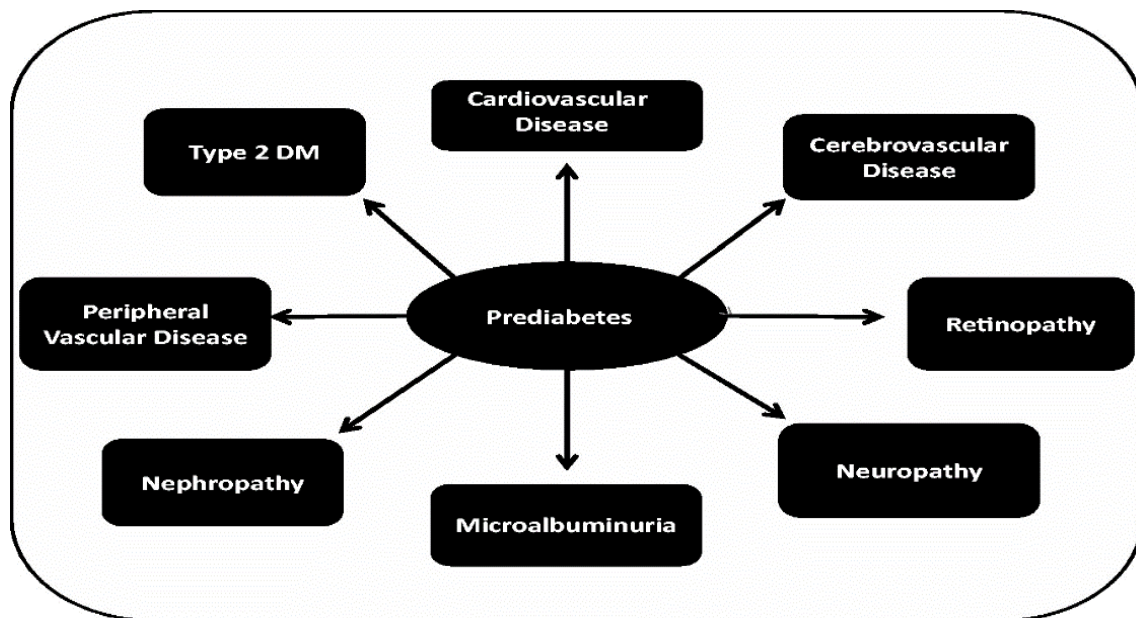 Cardiovascular
Disease
Type 2 DM
Cerebrovascular
Disease
Peripheral
Vascular Disease
Prediabetes
Retinopathy
Nephropathy
Microalbuminuria
Neuropathy